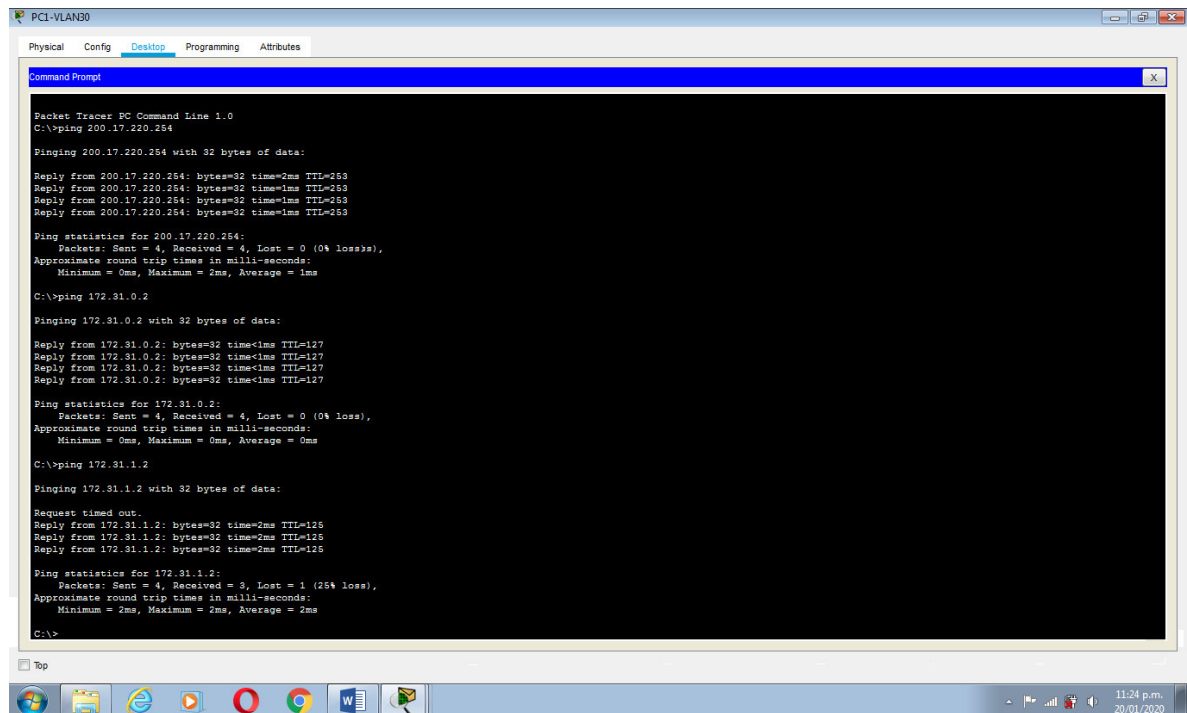 PC1-VLAN30
Physical Config Desktop Programming Attributes
Command Prompt
X
Packet Tracer PC Command Line 1.0
C:\>ping 200.17.220.254
Pinging 200.17.220.254 with 32 bytes of data:
Reply from 200.17.220.254: bytes=32 time=2ms TTL=253
Reply from 200.17.220.254: bytes=32 time=1ms TTL=253
Reply from 200.17.220.254: bytes=32 time=1ms TTL=253
Reply from 200.17.220.254: bytes=32 time=1ms TTL=253
Ping statistics for 200.17.220.254:
Packets: Sent = 4, Received = 4, Lost = 0 (0% loss)s),
Approximate round trip times in milli-seconds:
Minimum = 0ms, Maximum = 2ms, Average = 1ms
C:\>ping 172.31.0.2
Pinging 172.31.0.2 with 32 bytes of data:
Reply from 172.31.0.2: bytes=32 time<1ms TTL=127
Reply from 172.31.0.2: bytes=32 time<1ms TTL=127
Reply from 172.31.0.2: bytes=32 time<1ms TTL=127
Reply from 172.31.0.2: bytes=32 time<1ms TTL=127
Ping statistics for 172.31.0.2:
Packets: Sent = 4, Received = 4, Lost = 0 (0% loss),
Approximate round trip times in milli-seconds:
Minimum = 0ms, Maximum = 0ms, Average = 0ms
C:\>ping 172.31.1.2
Pinging 172.31.1.2 with 32 bytes of data:
Request timed out.
Reply from 172.31.1.2: bytes=32 time=2ms TTL=125
Reply from 172.31.1.2: bytes=32 time=2ms TTL=125
Reply from 172.31.1.2: bytes=32 time=2ms TTL=125
Ping statistics for 172.31.1.2:
Packets: Sent = 4, Received = 3, Lost = 1 (25% loss),
Approximate round trip times in milli-seconds:
Minimum = 2ms, Maximum = 2ms, Average = 2ms
C:\>
Top
11:24 p.m.
20/01/2020